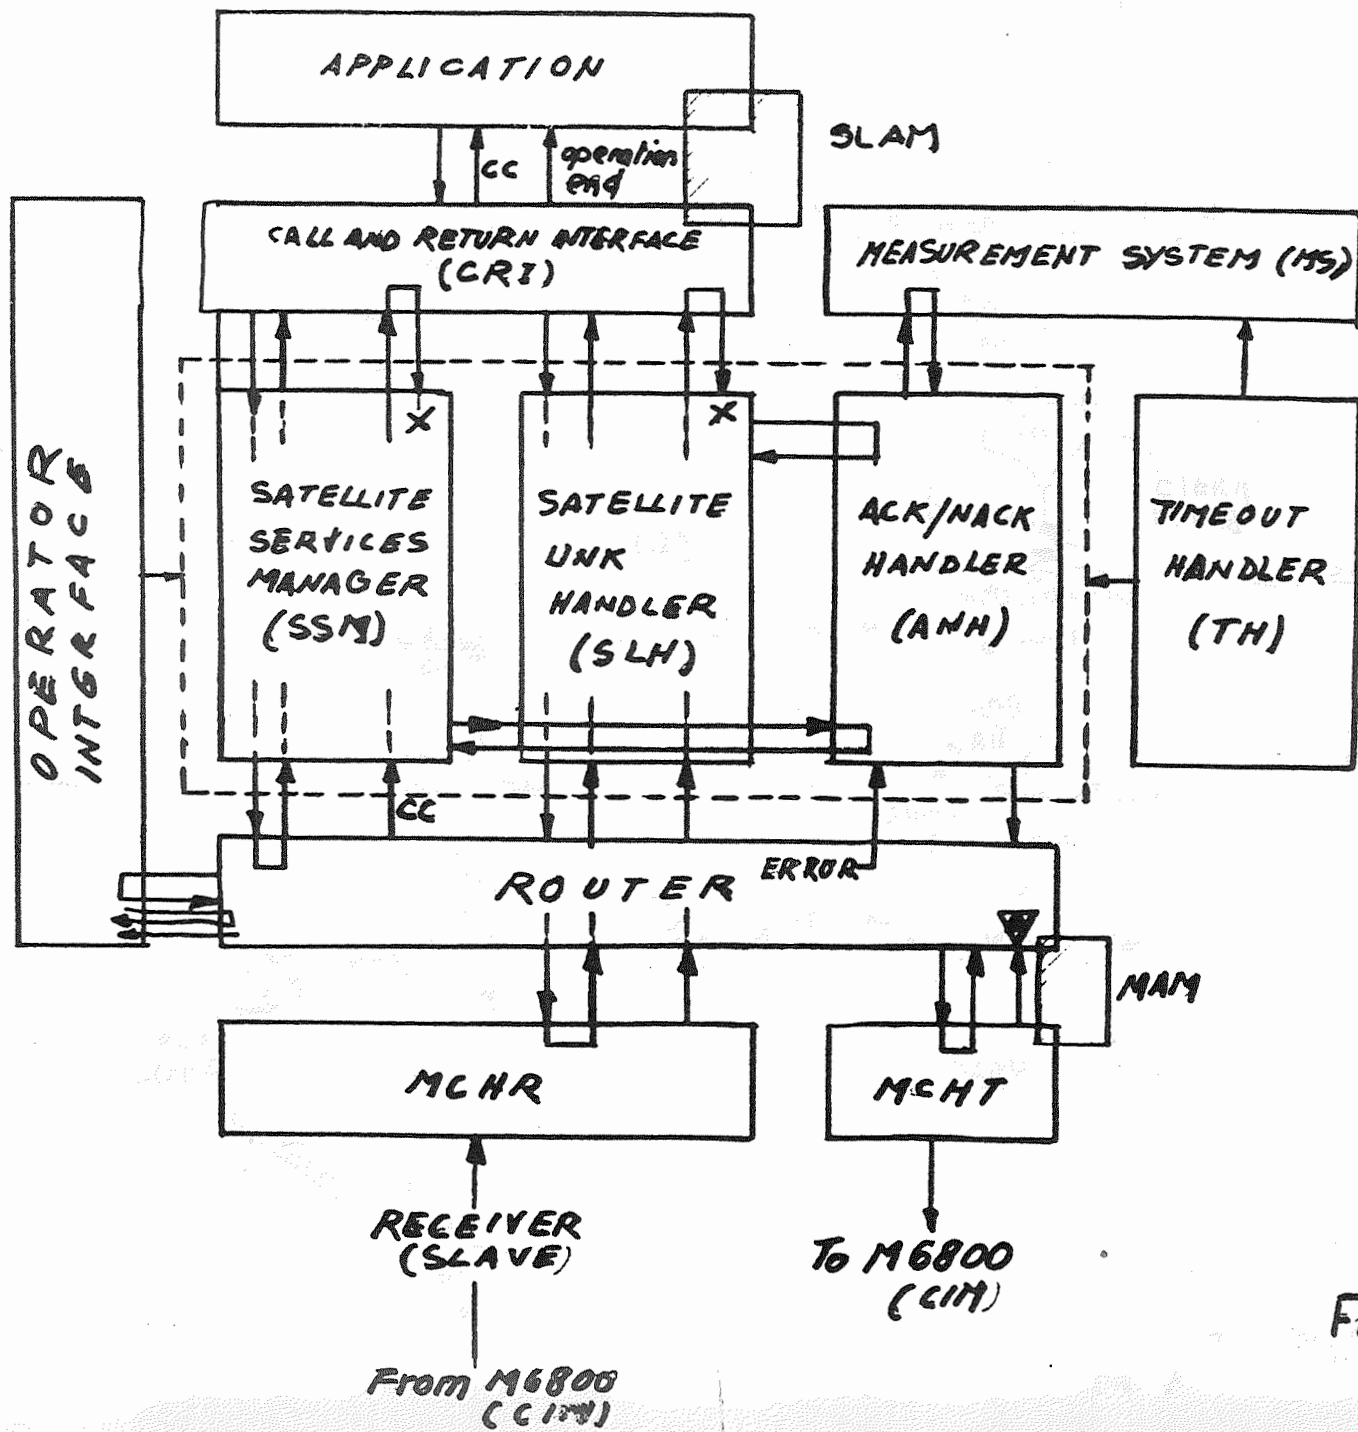 APPLICATION
SLAM
CC
operation
end
CALL AND RETURN INTERFACE
(CRI)
MEASUREMENT SYSTEM (MS)
OPERATOR
INTGRFACE
SATELLITE
SERVICES
MANAGER
(SSM)
SATELLITE
LINK
HANDLER
(SLH)
ACK/NACK
HANDLER
(ANH)
TIMEOUT
HANDLER
(TH)
X
X
CC
ROUTER
ERROR
MAM
MCHR
MCHT
RECEIVER
(SLAVE)
To M6800
(CIM)
From M6800
(CIM)